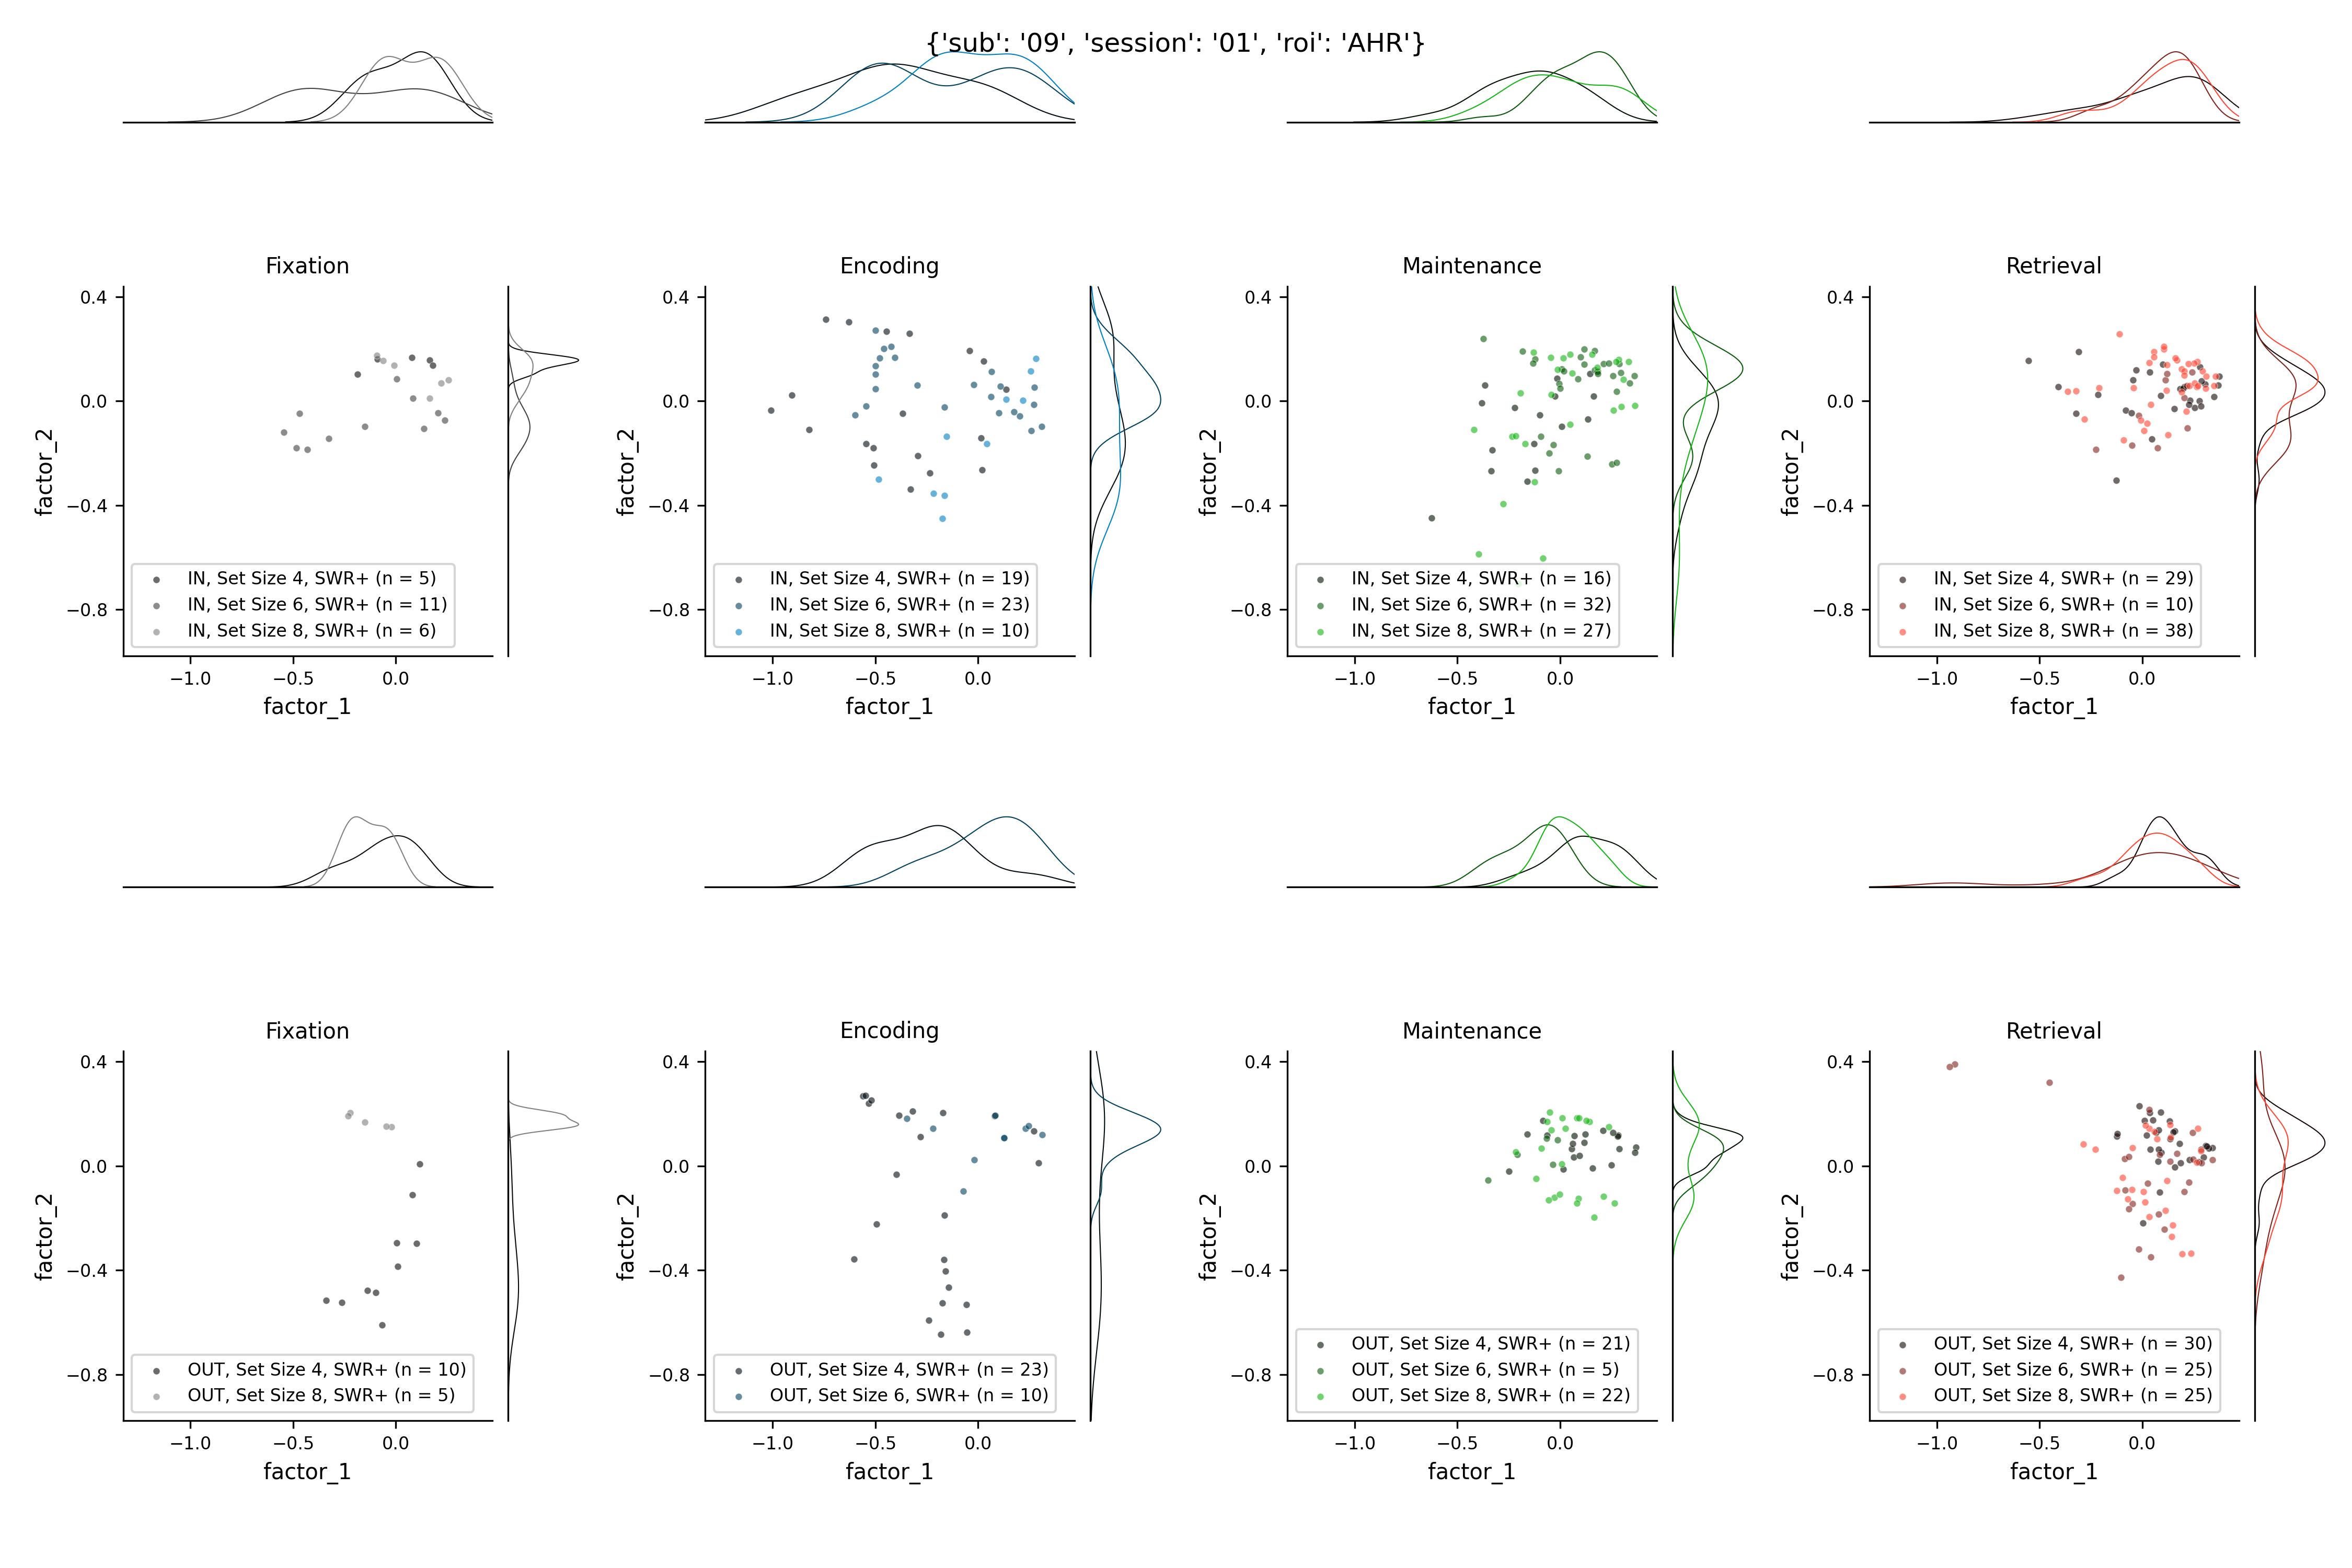 {'sub': '09', 'session': '01', 'roi': 'AHR'}
Fixation
Encoding
Maintenance
Retrieval
0.4
0.0
−0.4
−0.8
factor_2
IN, Set Size 4, SWR+ (n = 5)
IN, Set Size 6, SWR+ (n = 11)
IN, Set Size 8, SWR+ (n = 6)
−1.0 −0.5 0.0
factor_1
0.4
0.0
−0.4
−0.8
factor_2
IN, Set Size 4, SWR+ (n = 19)
IN, Set Size 6, SWR+ (n = 23)
IN, Set Size 8, SWR+ (n = 10)
−1.0 −0.5 0.0
factor_1
0.4
0.0
−0.4
−0.8
factor_2
IN, Set Size 4, SWR+ (n = 16)
IN, Set Size 6, SWR+ (n = 32)
IN, Set Size 8, SWR+ (n = 27)
−1.0 −0.5 0.0
factor_1
0.4
0.0
−0.4
−0.8
factor_2
IN, Set Size 4, SWR+ (n = 29)
IN, Set Size 6, SWR+ (n = 10)
IN, Set Size 8, SWR+ (n = 38)
−1.0 −0.5 0.0
factor_1
Fixation
Encoding
Maintenance
Retrieval
0.4
0.0
−0.4
−0.8
factor_2
OUT, Set Size 4, SWR+ (n = 10)
OUT, Set Size 8, SWR+ (n = 5)
−1.0 −0.5 0.0
factor_1
0.4
0.0
−0.4
−0.8
factor_2
OUT, Set Size 4, SWR+ (n = 23)
OUT, Set Size 6, SWR+ (n = 10)
−1.0 −0.5 0.0
factor_1
0.4
0.0
−0.4
−0.8
factor_2
OUT, Set Size 4, SWR+ (n = 21)
OUT, Set Size 6, SWR+ (n = 5)
OUT, Set Size 8, SWR+ (n = 22)
−1.0 −0.5 0.0
factor_1
0.4
0.0
−0.4
−0.8
factor_2
OUT, Set Size 4, SWR+ (n = 30)
OUT, Set Size 6, SWR+ (n = 25)
OUT, Set Size 8, SWR+ (n = 25)
−1.0 −0.5 0.0
factor_1